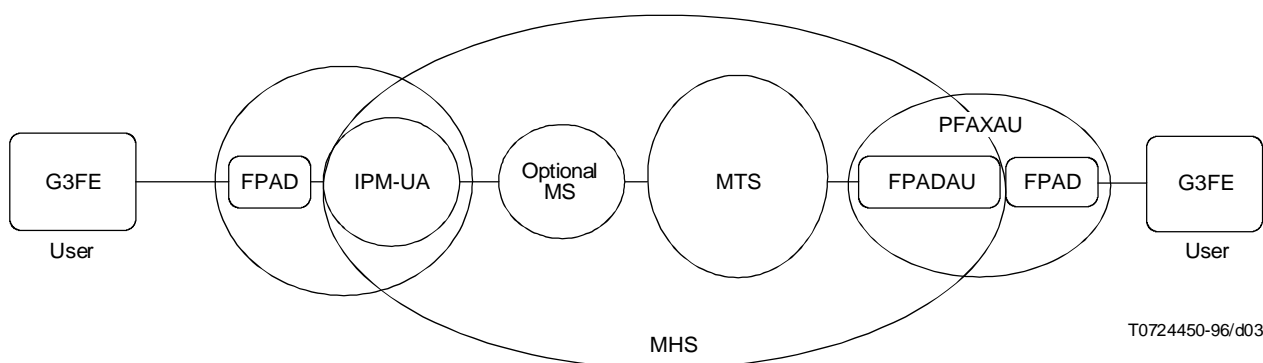 PFAXAU
G3FE
FPAD
IPM-UA
Optional
MS
MTS
FPADAU
FPAD
G3FE
User
User
MHS
T0724450-96/d03